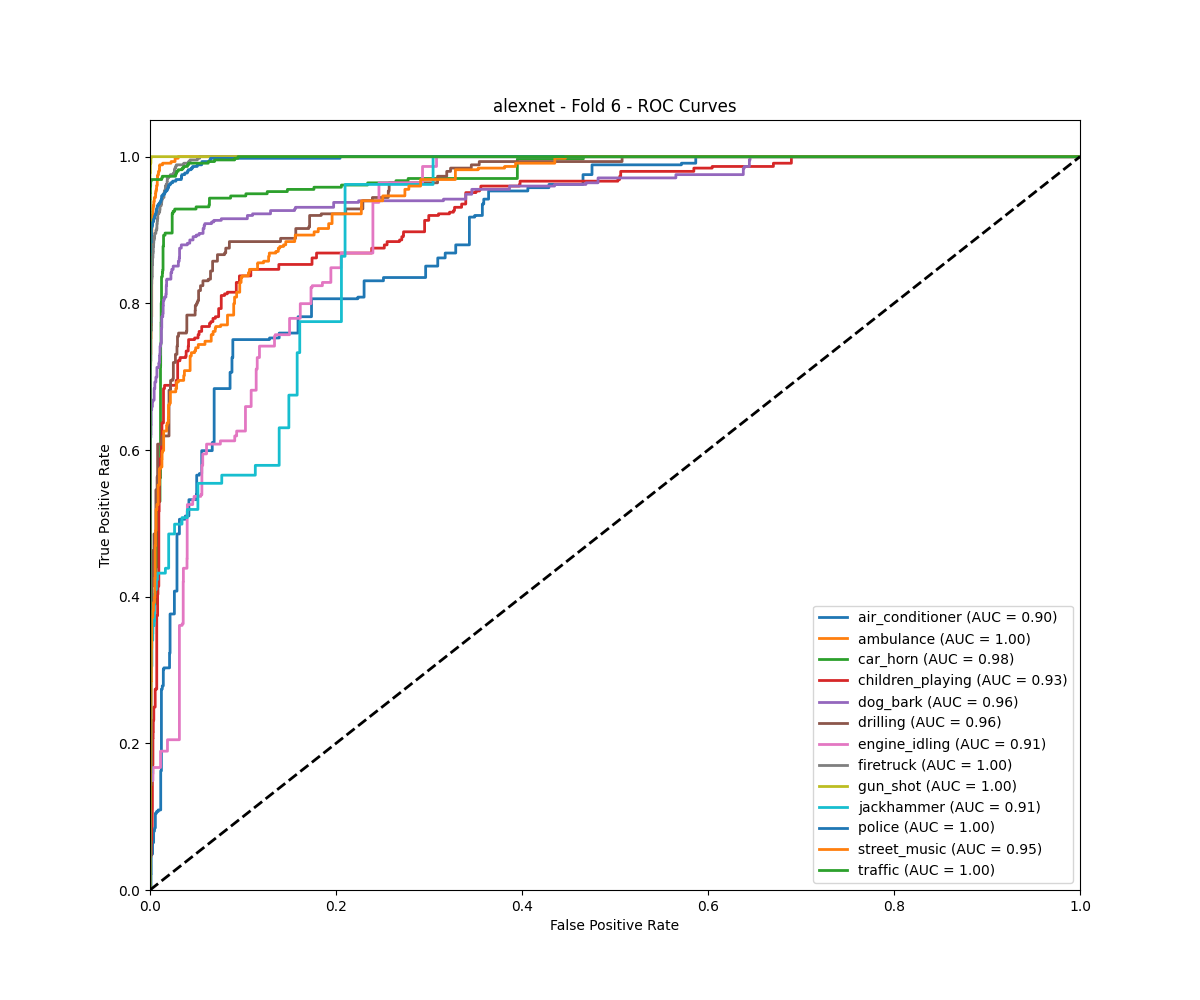 alexnet - Fold 6 - ROC Curves
1.0
0.8
0.6
0.4
0.2
0.0
True Positive Rate
air_conditioner (AUC = 0.90)
ambulance (AUC = 1.00)
car_horn (AUC = 0.98)
children_playing (AUC = 0.93)
dog_bark (AUC = 0.96)
drilling (AUC = 0.96)
engine_idling (AUC = 0.91)
firetruck (AUC = 1.00)
gun_shot (AUC = 1.00)
jackhammer (AUC = 0.91)
police (AUC = 1.00)
street_music (AUC = 0.95)
traffic (AUC = 1.00)
0.0 0.2 0.4 0.6 0.8 1.0
False Positive Rate